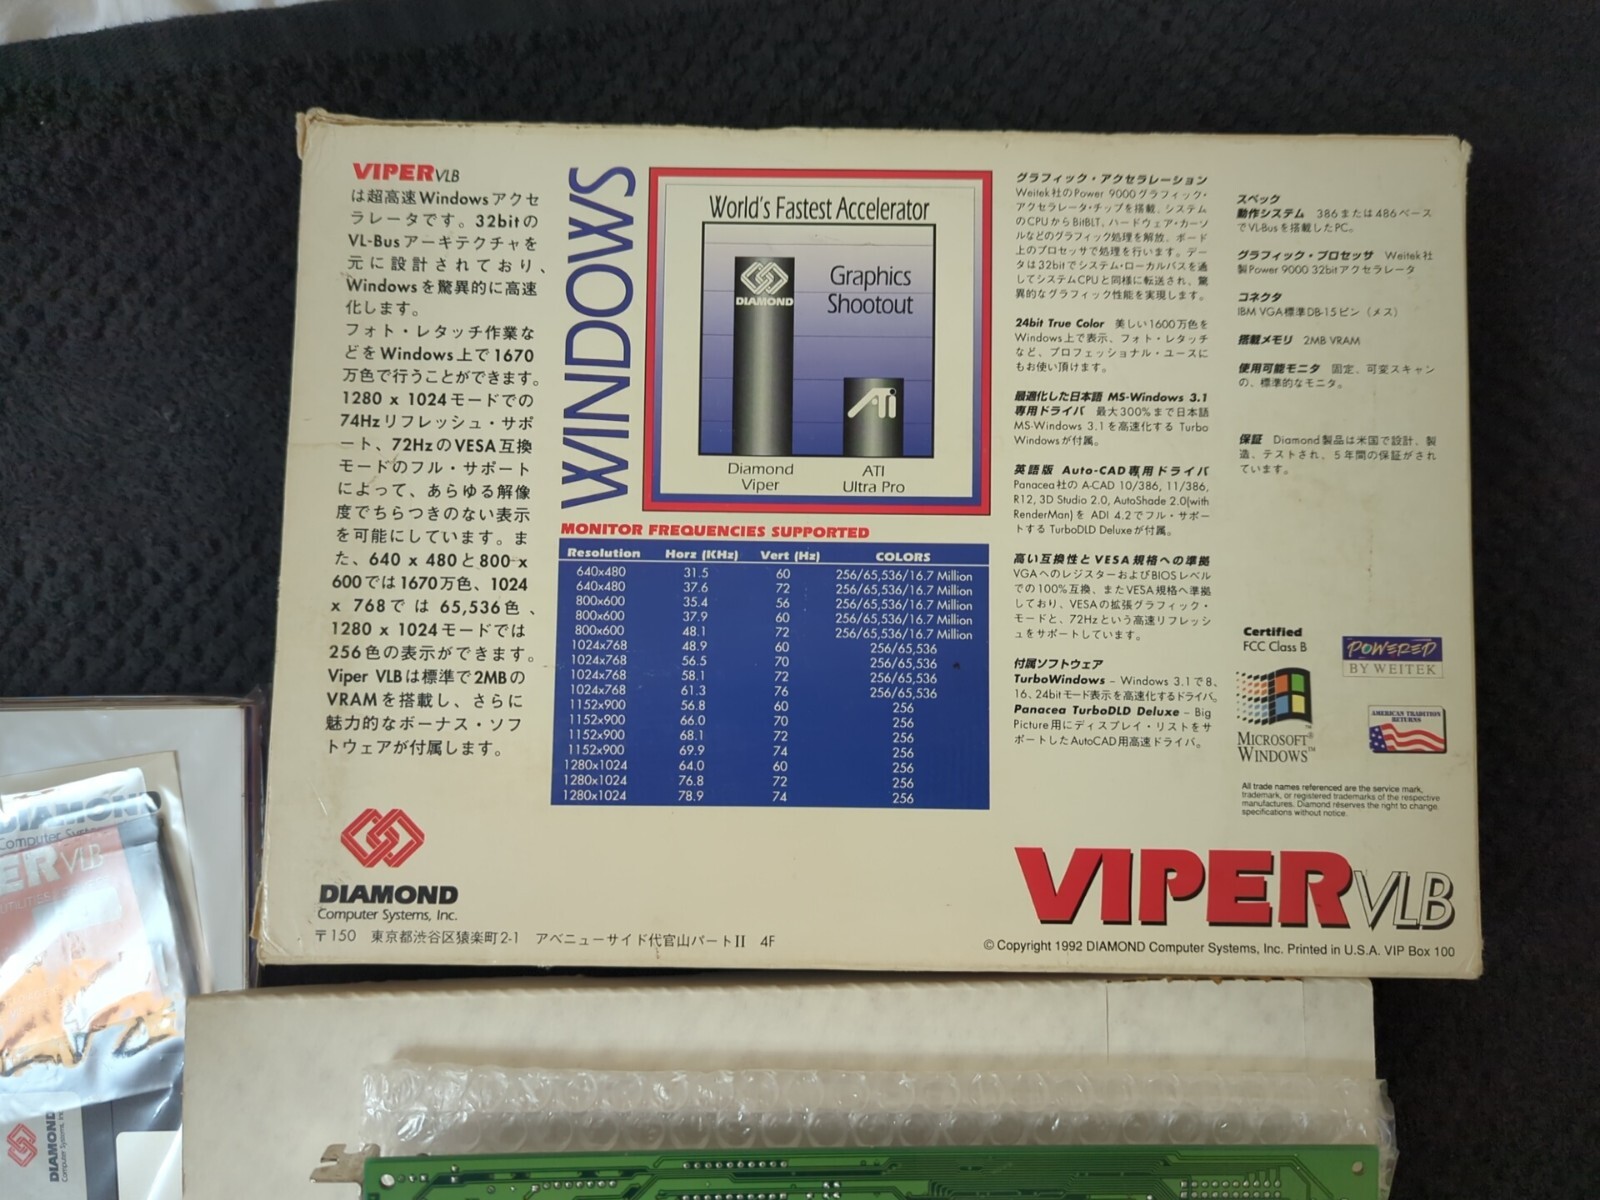 VIPER VLB
は超高速Windowsアクセ
ラレータです。32bitの
VL-Busアーキテクチャを
元に設計されており、
Windowsを驚異的に高速
化します。
フォト・レタッチ作業な
どをWindows上で1670
万色で行うことができます。
1280 x 1024モードでの
74Hzリフレッシュ・サポ
ート、72HzのVESA互換
モードのフル・サポート
によって、あらゆる解像
度でちらつきのない表示
を可能にしています。ま
た、640 x 480と800 x
600では1670万色、1024
x 768では65,536色、
1280 x 1024モードでは
256色の表示ができます。
Viper VLBは標準で2MBの
VRAMを搭載し、さらに
魅力的なボーナス・ソフ
トウェアが付属します。
WINDOWS
World's Fastest Accelerator
Graphics
Shootout
DIAMOND
ATi
Diamond
Viper
ATI
Ultra Pro
MONITOR FREQUENCIES SUPPORTED
Resolution Horz (KHz) Vert (Hz) COLORS
640x480 31.5 60 256/65,536/16.7 Million
640x480 37.6 72 256/65,536/16.7 Million
800x600 35.4 56 256/65,536/16.7 Million
800x600 37.9 60 256/65,536/16.7 Million
800x600 48.1 72 256/65,536/16.7 Million
1024x768 48.9 60 256/65,536
1024x768 56.5 70 256/65,536
1024x768 58.1 72 256/65,536
1024x768 61.3 76 256/65,536
1152x900 56.8 60 256
1152x900 66.0 70 256
1152x900 68.1 72 256
1152x900 69.9 74 256
1280x1024 64.0 60 256
1280x1024 76.8 72 256
1280x1024 78.9 74 256
グラフィック・アクセラレーション
Weitek社のPower 9000グラフィック・
アクセラレータ・チップを搭載、システム
のCPUからBitBLT、ハードウェア・カーソ
ルなどのグラフィック処理を解放、ボード
上のプロセッサで処理を行います。デー
タは32bitでシステム・ローカルバスを通
してシステムCPUと同様に転送され、驚
異的なグラフィック性能を実現します。
24bit True Color 美しい1600万色を
Windows上で表示、フォト・レタッチ
など、プロフェッショナル・ユースに
もお使い頂けます。
最適化した日本語 MS-Windows 3.1
専用ドライバ 最大300%まで日本語
MS-Windows 3.1を高速化する Turbo
Windowsが付属。
英語版 Auto-CAD専用ドライバ
Panacea社の A-CAD 10/386, 11/386,
R12, 3D Studio 2.0, AutoShade 2.0(with
RenderMan)を ADI 4.2でフル・サポー
トする TurboDLD Deluxeが付属。
高い互換性とVESA規格への準拠
VGAへのレジスターおよびBIOSレベル
での100%互換、またVESA規格へ準拠
しており、VESAの拡張グラフィック・
モードと、72Hzという高速リフレッシ
ュをサポートしています。
付属ソフトウェア
TurboWindows – Windows 3.1で8、
16、24bitモード表示を高速化するドライバ。
Panacea TurboDLD Deluxe – Big
Picture用にディスプレイ・リストをサ
ポートしたAutoCAD用高速ドライバ。
スペック
動作システム 386または486ベース
でVL-Busを搭載したPC。
グラフィック・プロセッサ Weitek社
製Power 9000 32bitアクセラレータ
コネクタ
IBM VGA標準DB-15ピン(メス)
搭載メモリ 2MB VRAM
使用可能モニタ 固定、可変スキャン
の、標準的なモニタ。
保証 Diamond製品は米国で設計、製
造、テストされ、5年間の保証がされ
ています。
Certified
FCC Class B
MICROSOFT®
WINDOWS™
POWERED
BY WEITEK
AMERICAN TRADITION
RETURNS
All trade names referenced are the service mark,
trademark, or registered trademarks of the respective
manufactures. Diamond reserves the right to change
specifications without notice.
DIAMOND
Computer Systems, Inc.
〒150 東京都渋谷区猿楽町2-1 アベニューサイド代官山パートII 4F
VIPER VLB
© Copyright 1992 DIAMOND Computer Systems, Inc. Printed in U.S.A. VIP Box 100
DIAMOND
Computer
ER VLB
UTILITIES
DIAMOND
Computer Systems, Inc.